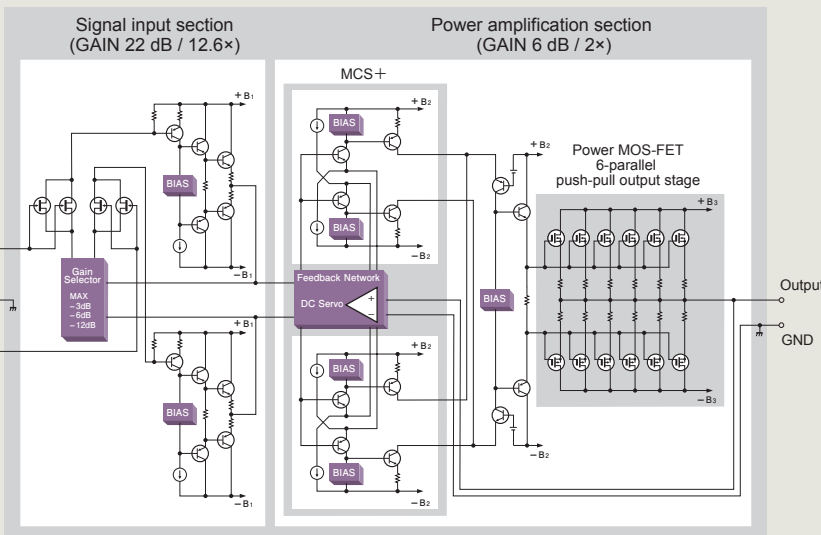 Signal input section
(GAIN 22 dB / 12.6×)
Power amplification section
(GAIN 6 dB / 2×)
MCS+
+B1
BIAS
−B1
Gain
Selector
MAX
−3dB
−6dB
−12dB
+B1
BIAS
−B1
+B2
BIAS
BIAS
−B2
Feedback Network
DC Servo
+
−
+B2
BIAS
BIAS
−B2
+B2
BIAS
−B2
Power MOS-FET
6-parallel
push-pull output stage
+B3
−B3
Output
GND